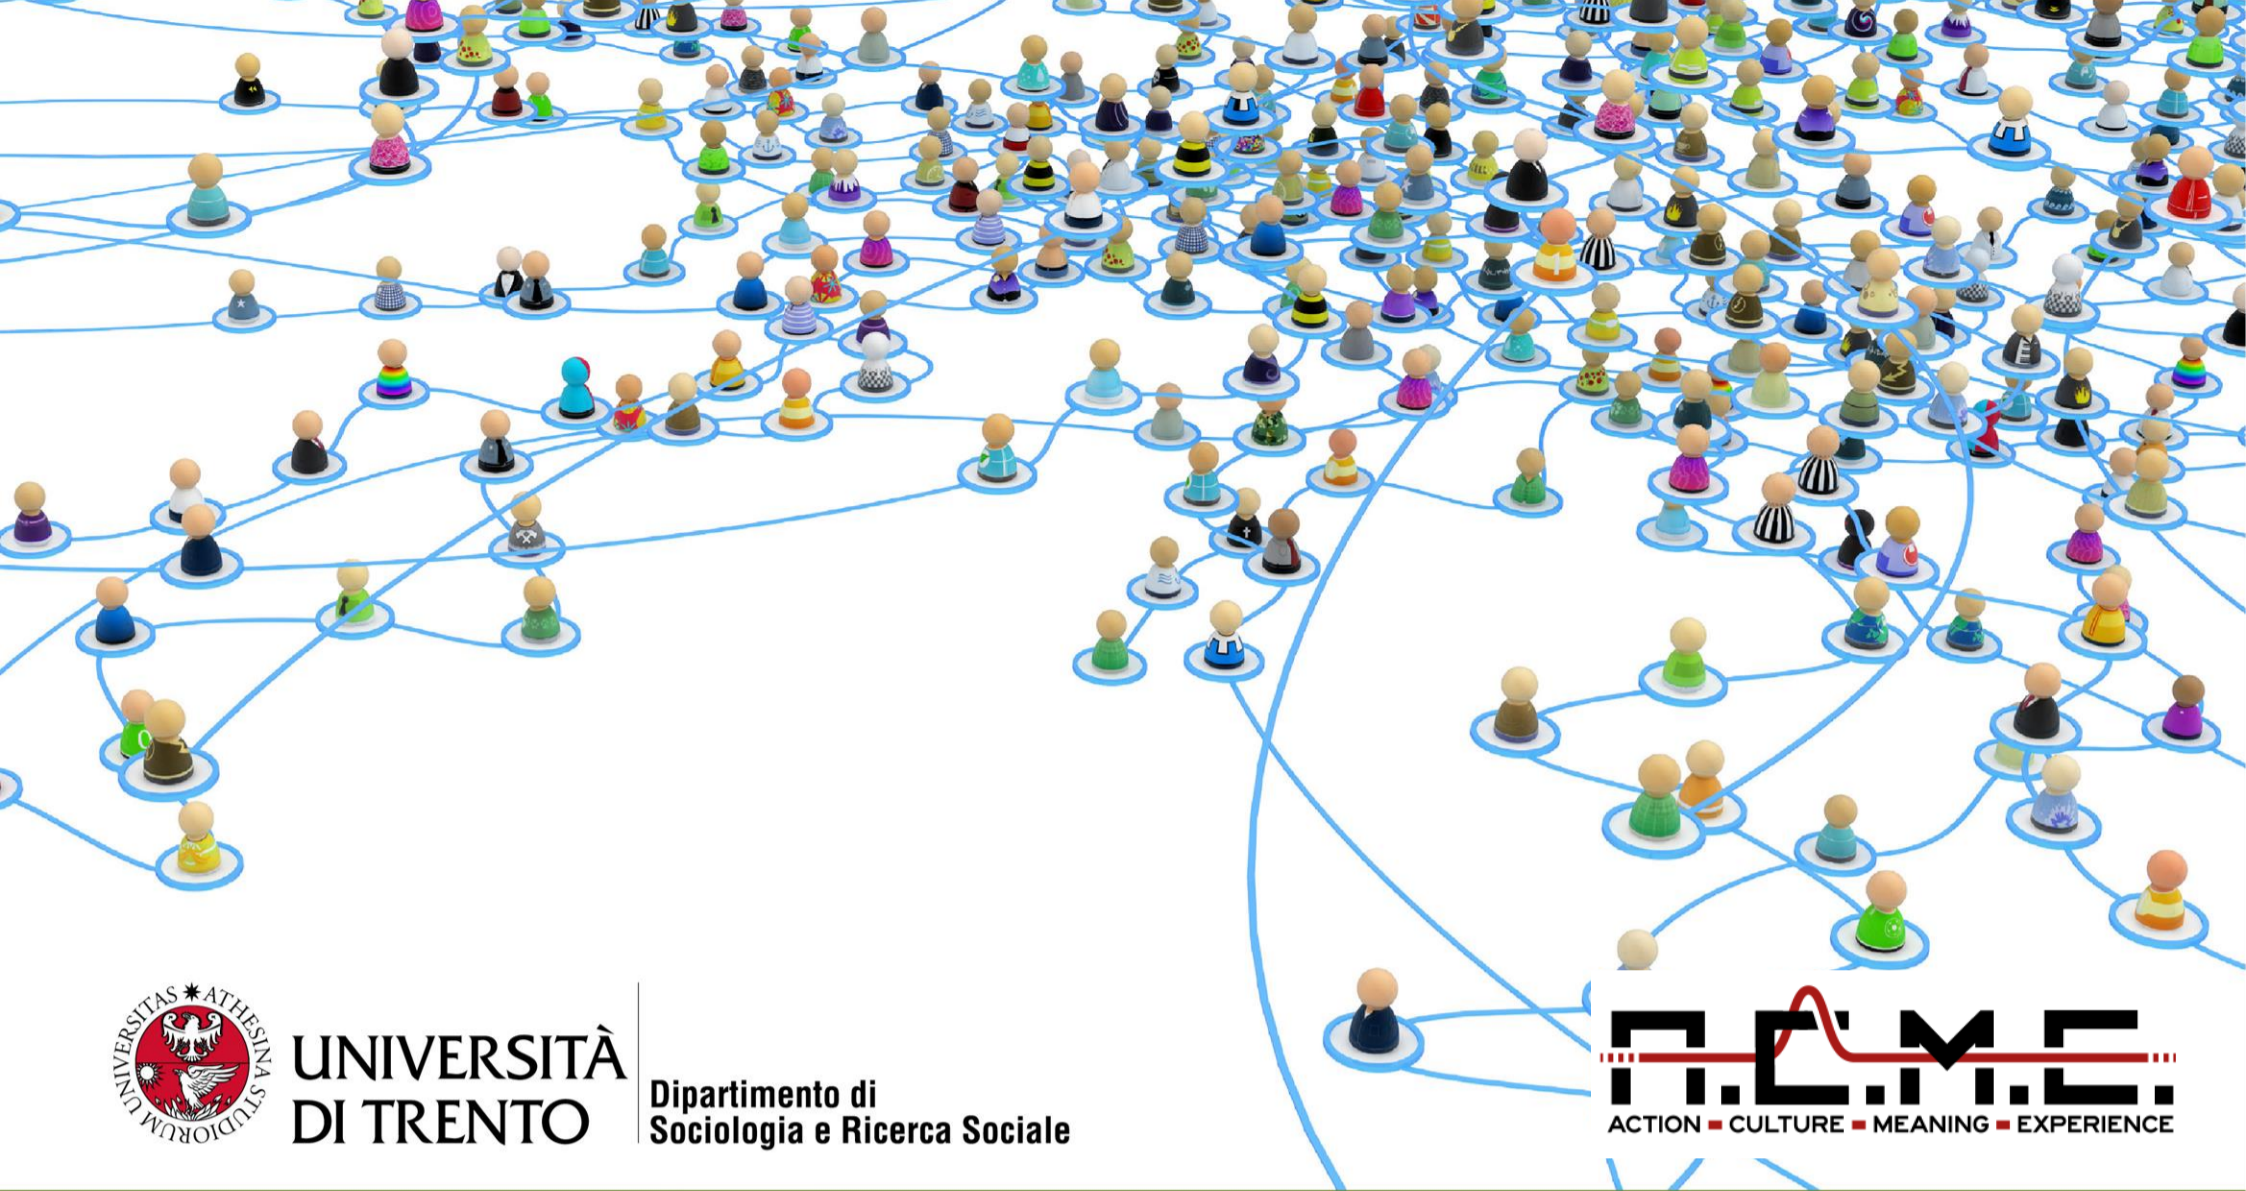 UNIVERSITAS ATHESINA STUDIORUM
UNIVERSITÀ
DI TRENTO
Dipartimento di
Sociologia e Ricerca Sociale
A.C.M.E.
ACTION - CULTURE - MEANING - EXPERIENCE